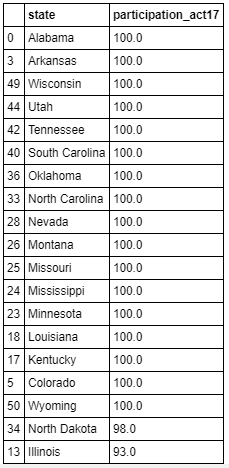 state participation_act17
0 Alabama 100.0
3 Arkansas 100.0
49 Wisconsin 100.0
44 Utah 100.0
42 Tennessee 100.0
40 South Carolina 100.0
36 Oklahoma 100.0
33 North Carolina 100.0
28 Nevada 100.0
26 Montana 100.0
25 Missouri 100.0
24 Mississippi 100.0
23 Minnesota 100.0
18 Louisiana 100.0
17 Kentucky 100.0
5 Colorado 100.0
50 Wyoming 100.0
34 North Dakota 98.0
13 Illinois 93.0